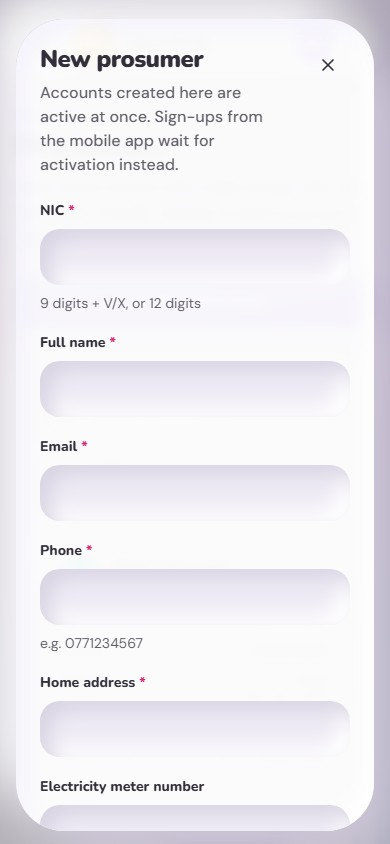 New prosumer
Accounts created here are
active at once. Sign-ups from
the mobile app wait for
activation instead.
NIC *
9 digits + V/X, or 12 digits
Full name *
Email *
Phone *
e.g. 0771234567
Home address *
Electricity meter number